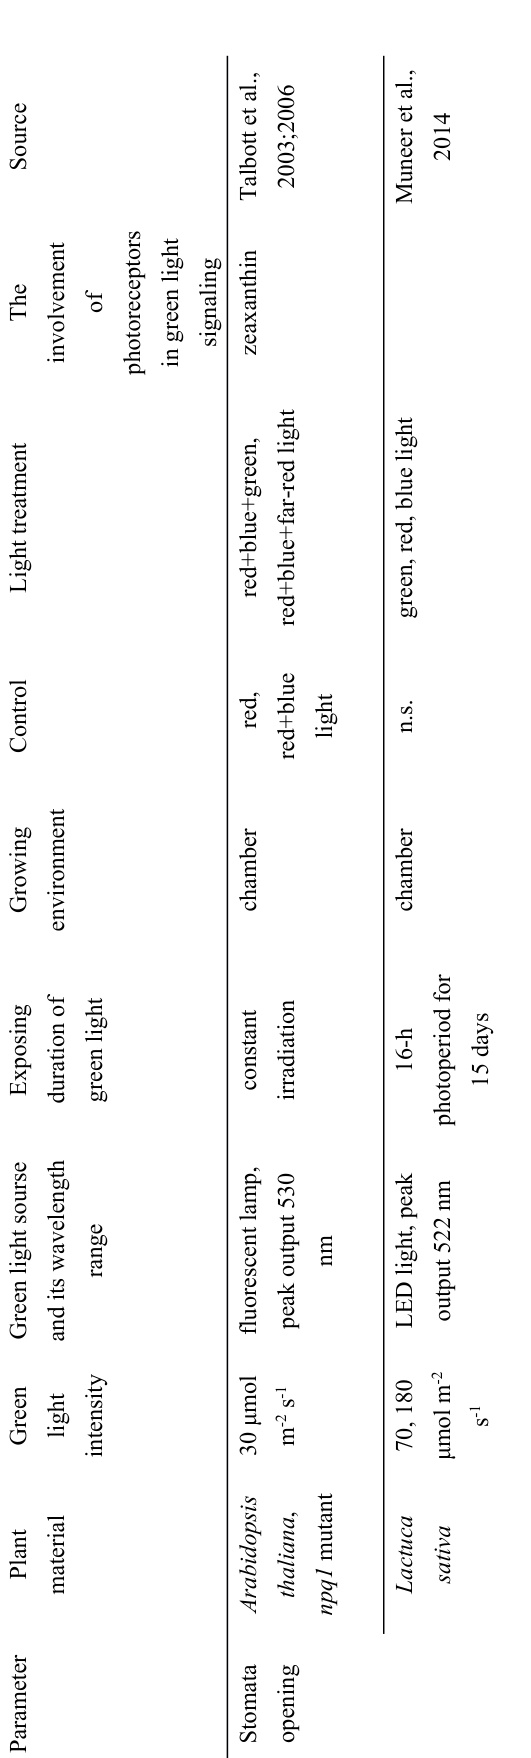 Parameter
Plant
material
Green
light
intensity
Green light sourse
and its wavelength
range
Exposing
duration of
green light
Growing
environment
Control
Light treatment
The
involvement
of
photoreceptors
in green light
signaling
Source
Stomata
opening
Arabidopsis
thaliana,
npq1 mutant
30 μmol
m-2 s-1
fluorescent lamp,
peak output 530
nm
constant
irradiation
chamber
red,
red+blue
light
red+blue+green,
red+blue+far-red light
zeaxanthin
Talbott et al.,
2003;2006
Lactuca
sativa
70, 180
μmol m-2
s-1
LED light, peak
output 522 nm
16-h
photoperiod for
15 days
chamber
n.s.
green, red, blue light
Muneer et al.,
2014